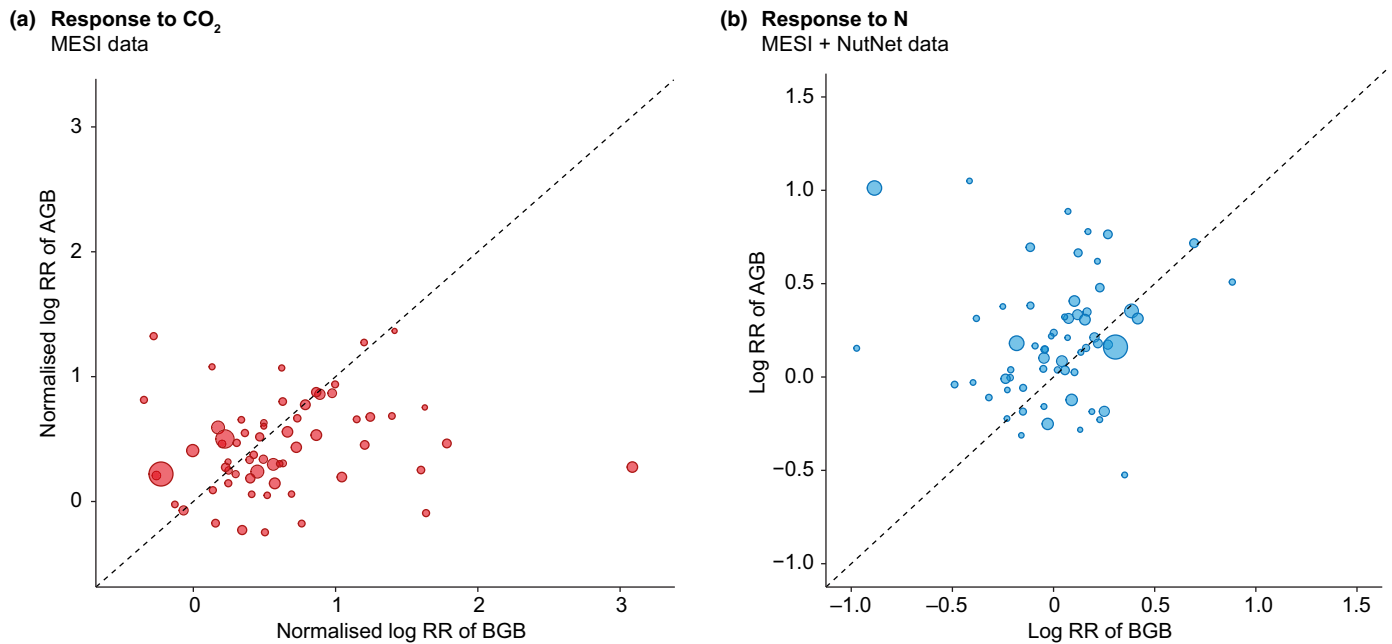 (a) Response to CO₂
MESI data
Normalised log RR of AGB
3
2
1
0
0 1 2 3
Normalised log RR of BGB
(b) Response to N
MESI + NutNet data
Log RR of AGB
1.5
1.0
0.5
0.0
−0.5
−1.0
−1.0 −0.5 0 0.5 1.0 1.5
Log RR of BGB